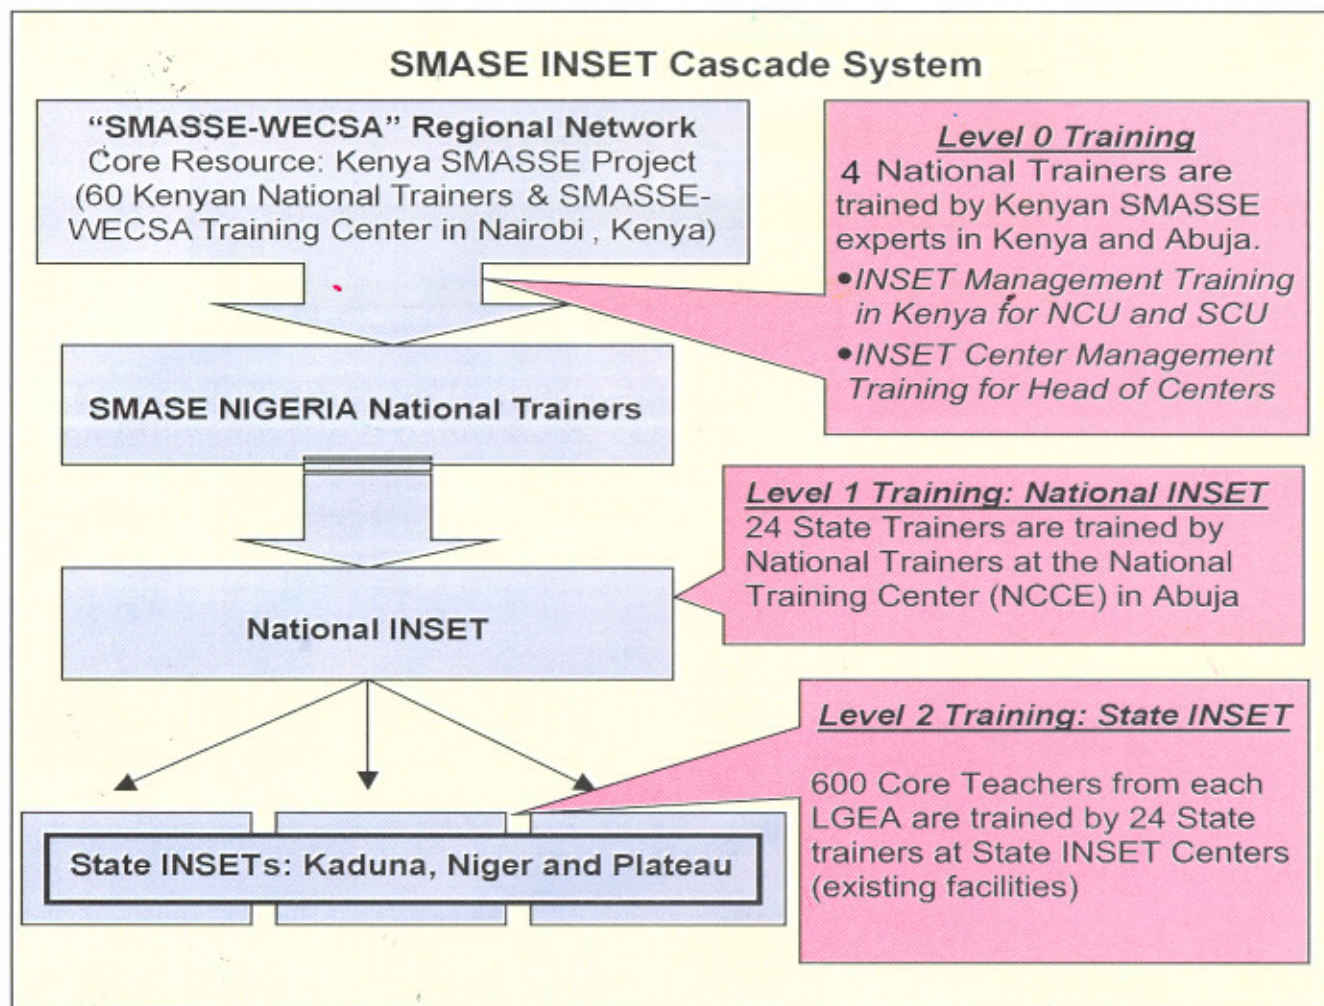 SMASE INSET Cascade System
“SMASSE-WECSA” Regional Network
Core Resource: Kenya SMASSE Project
(60 Kenyan National Trainers & SMASSE-
WECSA Training Center in Nairobi , Kenya)
Level 0 Training
4 National Trainers are
trained by Kenyan SMASSE
experts in Kenya and Abuja.
•INSET Management Training
in Kenya for NCU and SCU
•INSET Center Management
Training for Head of Centers
SMASE NIGERIA National Trainers
Level 1 Training: National INSET
24 State Trainers are trained by
National Trainers at the National
Training Center (NCCE) in Abuja
National INSET
Level 2 Training: State INSET
600 Core Teachers from each
LGEA are trained by 24 State
trainers at State INSET Centers
(existing facilities)
State INSETs: Kaduna, Niger and Plateau